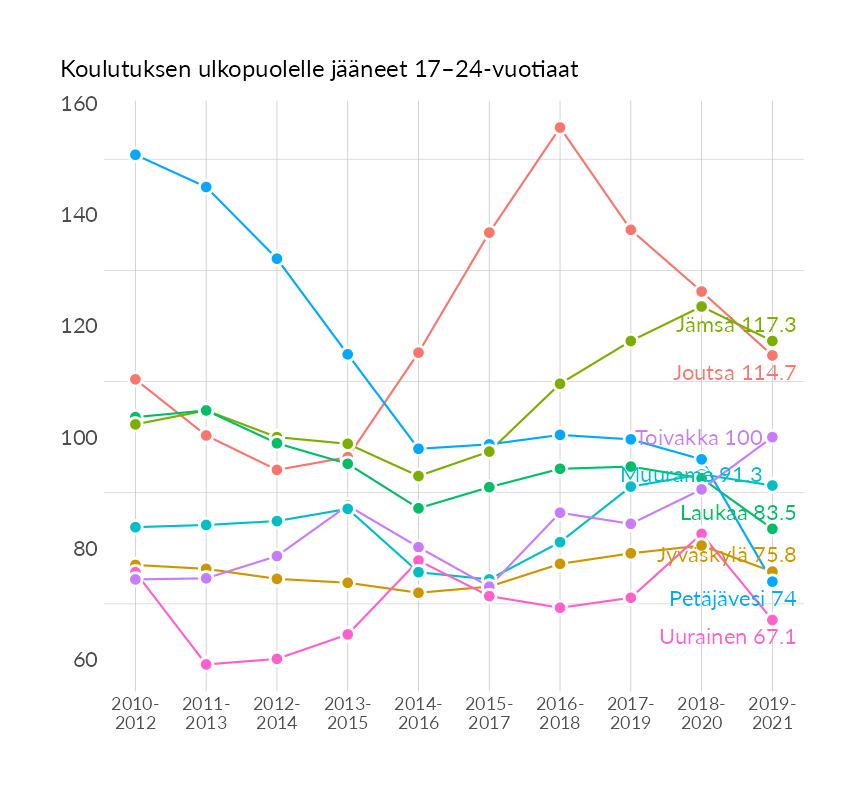 Koulutuksen ulkopuolelle jääneet 17–24-vuotiaat
160
140
120
100
80
60
Jämsä 117.3
Joutsa 114.7
Toivakka 100
Muurame 91.3
Laukaa 83.5
Jyväskylä 75.8
Petäjävesi 74
Uurainen 67.1
2010- 2011- 2012- 2013- 2014- 2015- 2016- 2017- 2018- 2019-
2012 2013 2014 2015 2016 2017 2018 2019 2020 2021